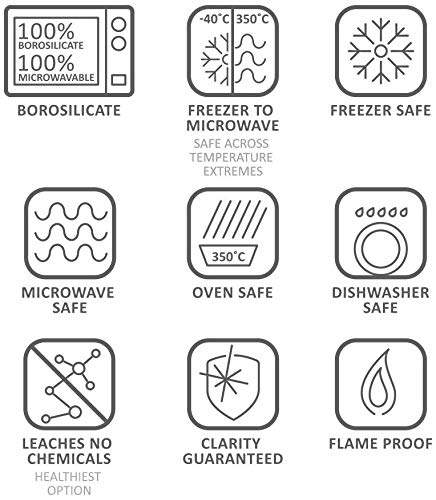 100%
BOROSILICATE
100%
MICROWAVABLE
BOROSILICATE
-40˚C 350˚C
FREEZER TO
MICROWAVE
SAFE ACROSS
TEMPERATURE
EXTREMES
FREEZER SAFE
MICROWAVE
SAFE
350˚C
OVEN SAFE
DISHWASHER
SAFE
LEACHES NO
CHEMICALS
HEALTHIEST
OPTION
CLARITY
GUARANTEED
FLAME PROOF